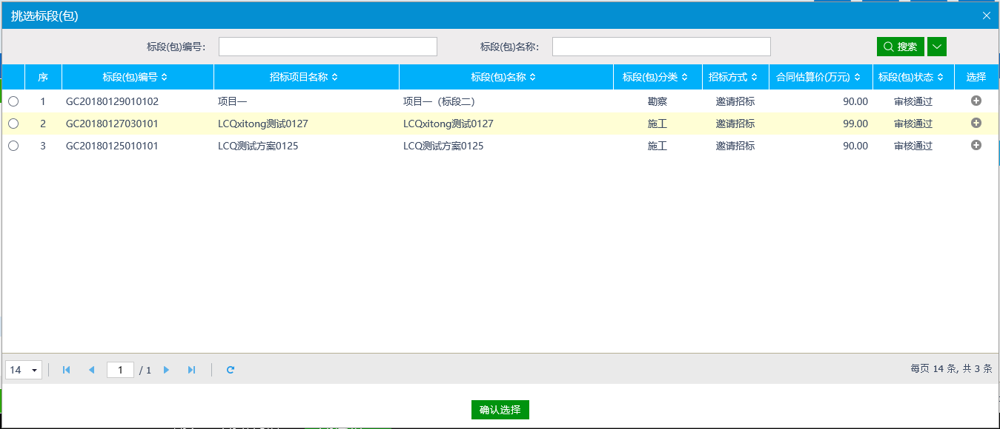 挑选标段(包)
标段(包)编号: 标段(包)名称: 搜索
序 标段(包)编号 招标项目名称 标段(包)名称 标段(包)分类 招标方式 合同估算价(万元) 标段(包)状态 选择
1 GC20180129010102 项目一 项目一（标段二） 勘察 邀请招标 90.00 审核通过
2 GC20180127030101 LCQxitong测试0127 LCQxitong测试0127 施工 邀请招标 99.00 审核通过
3 GC20180125010101 LCQ测试方案0125 LCQ测试方案0125 施工 邀请招标 90.00 审核通过
14 1 / 1 每页 14 条, 共 3 条
确认选择